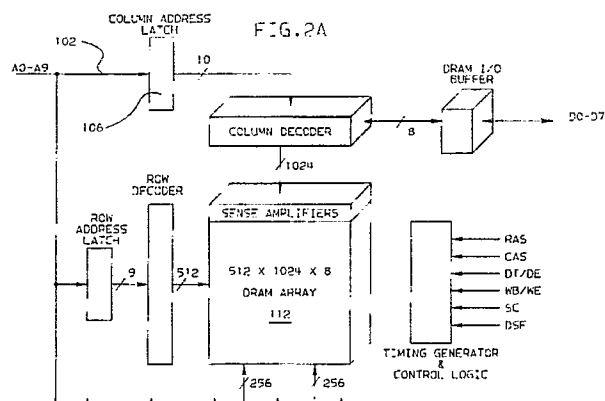 COLUMN ADDRESS
LATCH
FIG.2A
102
A0-A9
10
106
DRAM I/O
BUFFER
COLUMN DECODER
8
D0-D7
1024
ROW
DECODER
SENSE AMPLIFIERS
ROW
ADDRESS
LATCH
9
512
512 X 1024 X 8
DRAM ARRAY
112
RAS
CAS
DT/DE
WB/WE
SC
DSF
TIMING GENERATOR
&
CONTROL LOGIC
256
256